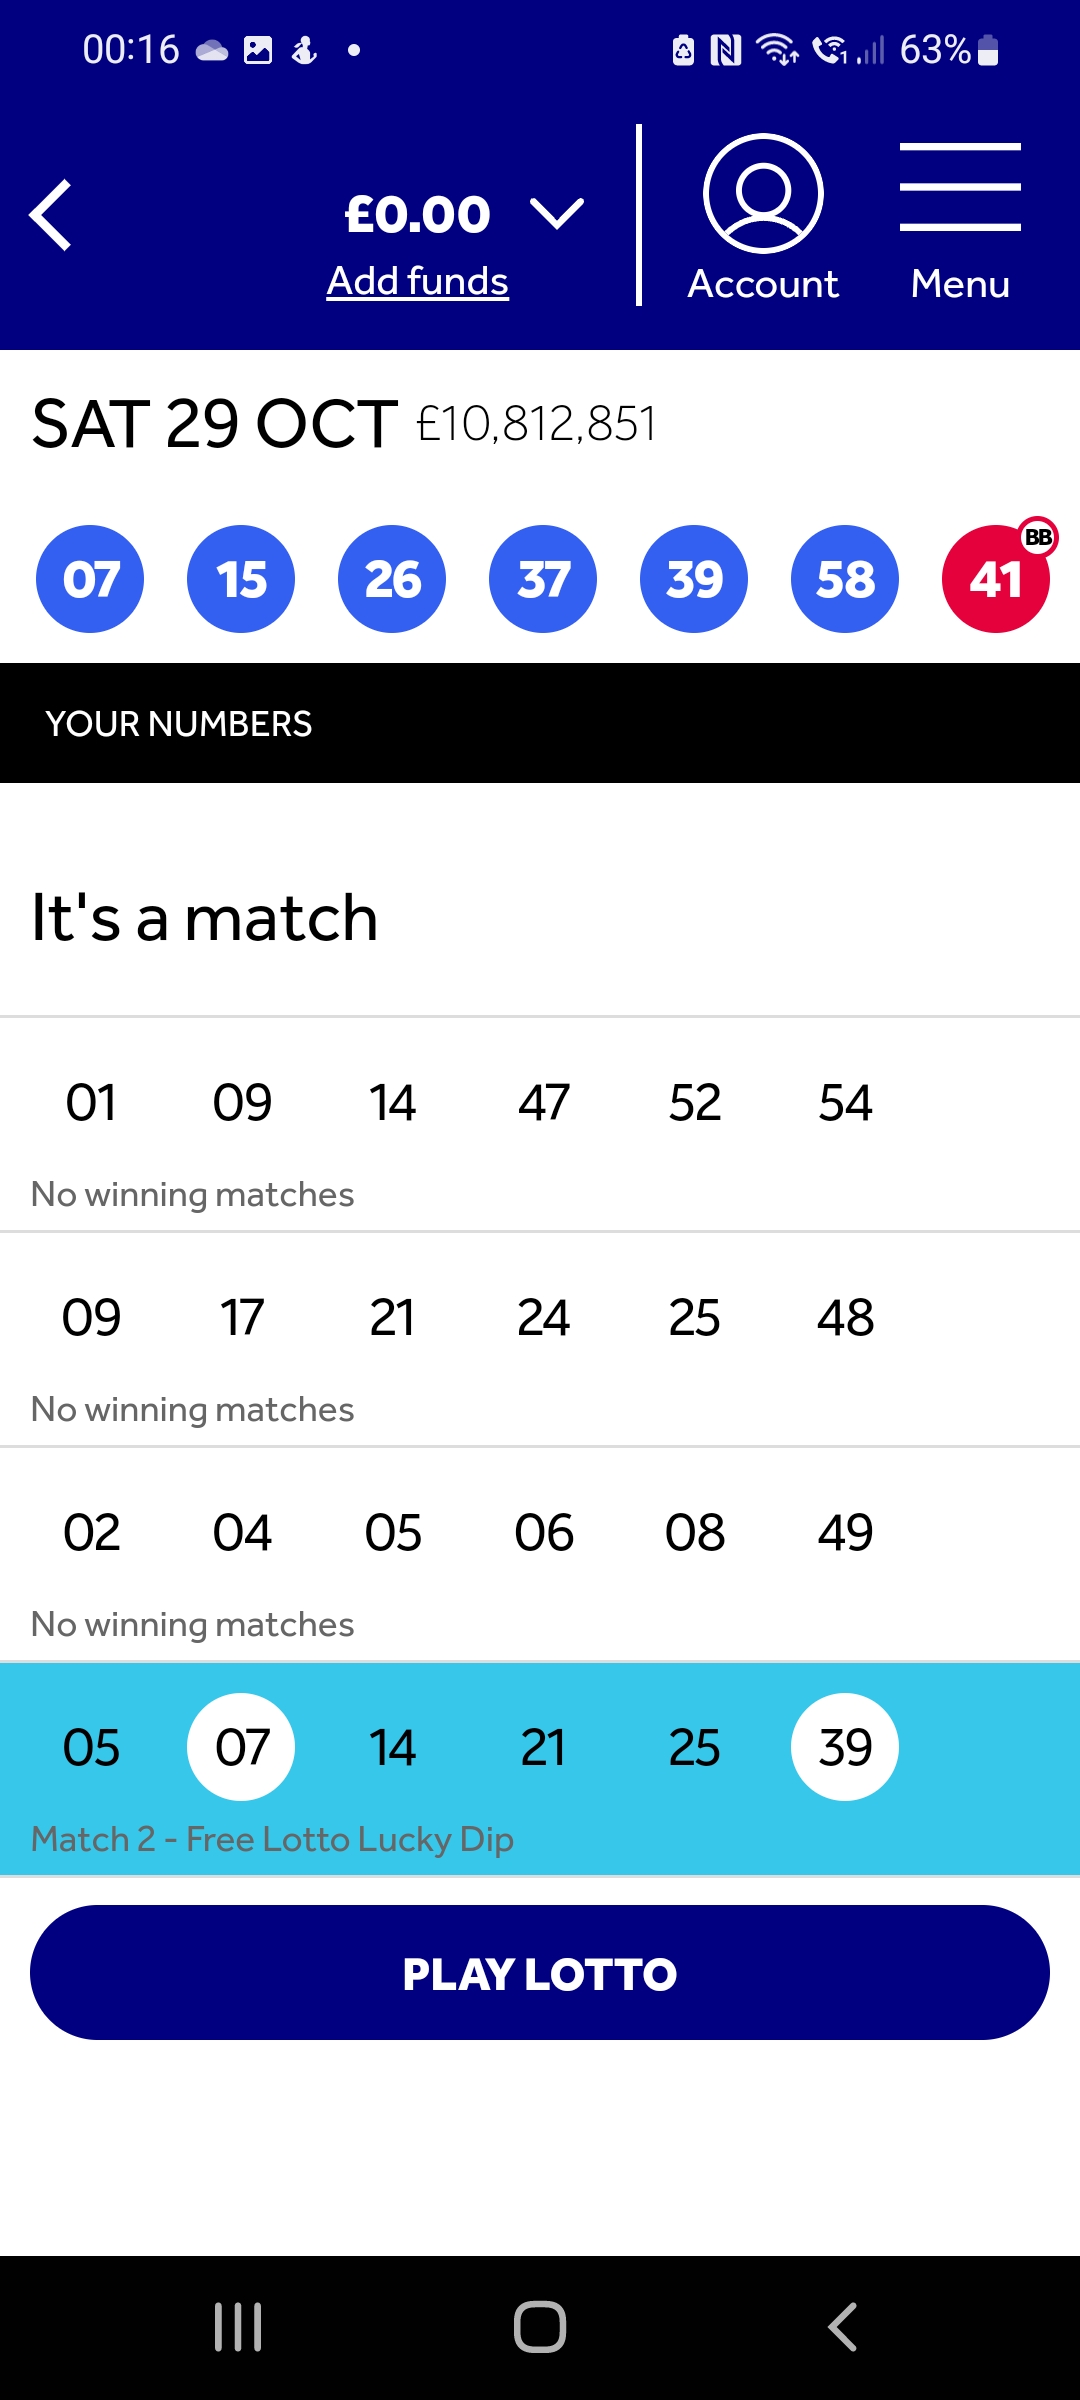 00:16 63%
£0.00
Add funds
Account
Menu
SAT 29 OCT £10,812,851
07 15 26 37 39 58 41 BB
YOUR NUMBERS
It's a match
01 09 14 47 52 54
No winning matches
09 17 21 24 25 48
No winning matches
02 04 05 06 08 49
No winning matches
05 07 14 21 25 39
Match 2 - Free Lotto Lucky Dip
PLAY LOTTO